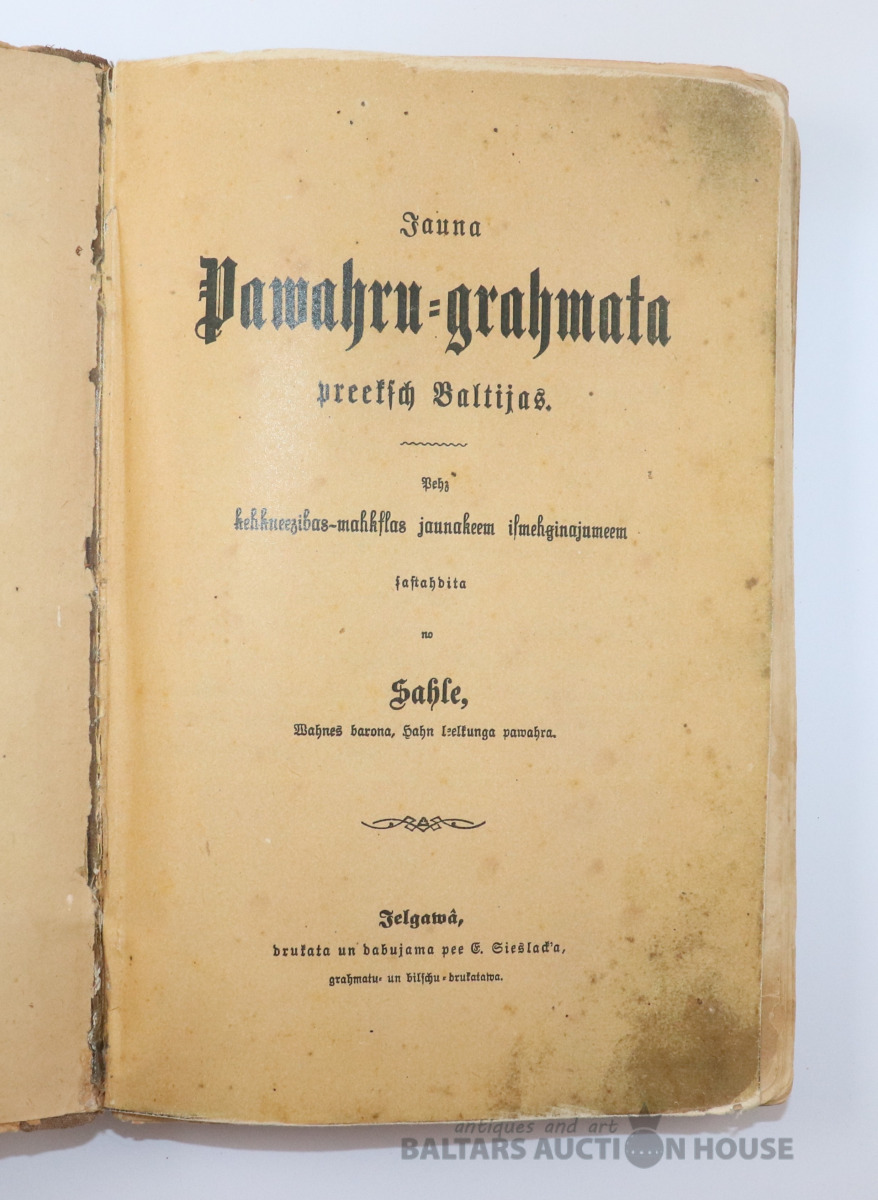 Jauna
Pawahru=grahmata
preekſch Baltijas.
Pehz
kehkneezibas-mahkſlas jaunakeem iſmehginajumeem
ſaſtahdita
no
Sahle,
Wahnes barona, Hahn leelkunga pawahra.
Jelgawâ,
drukata un dabujama pee E. Sieslack'a,
grahmatu= un bilſchu=drukatawa.
antiques and art
BALTARS AUCTION HOUSE